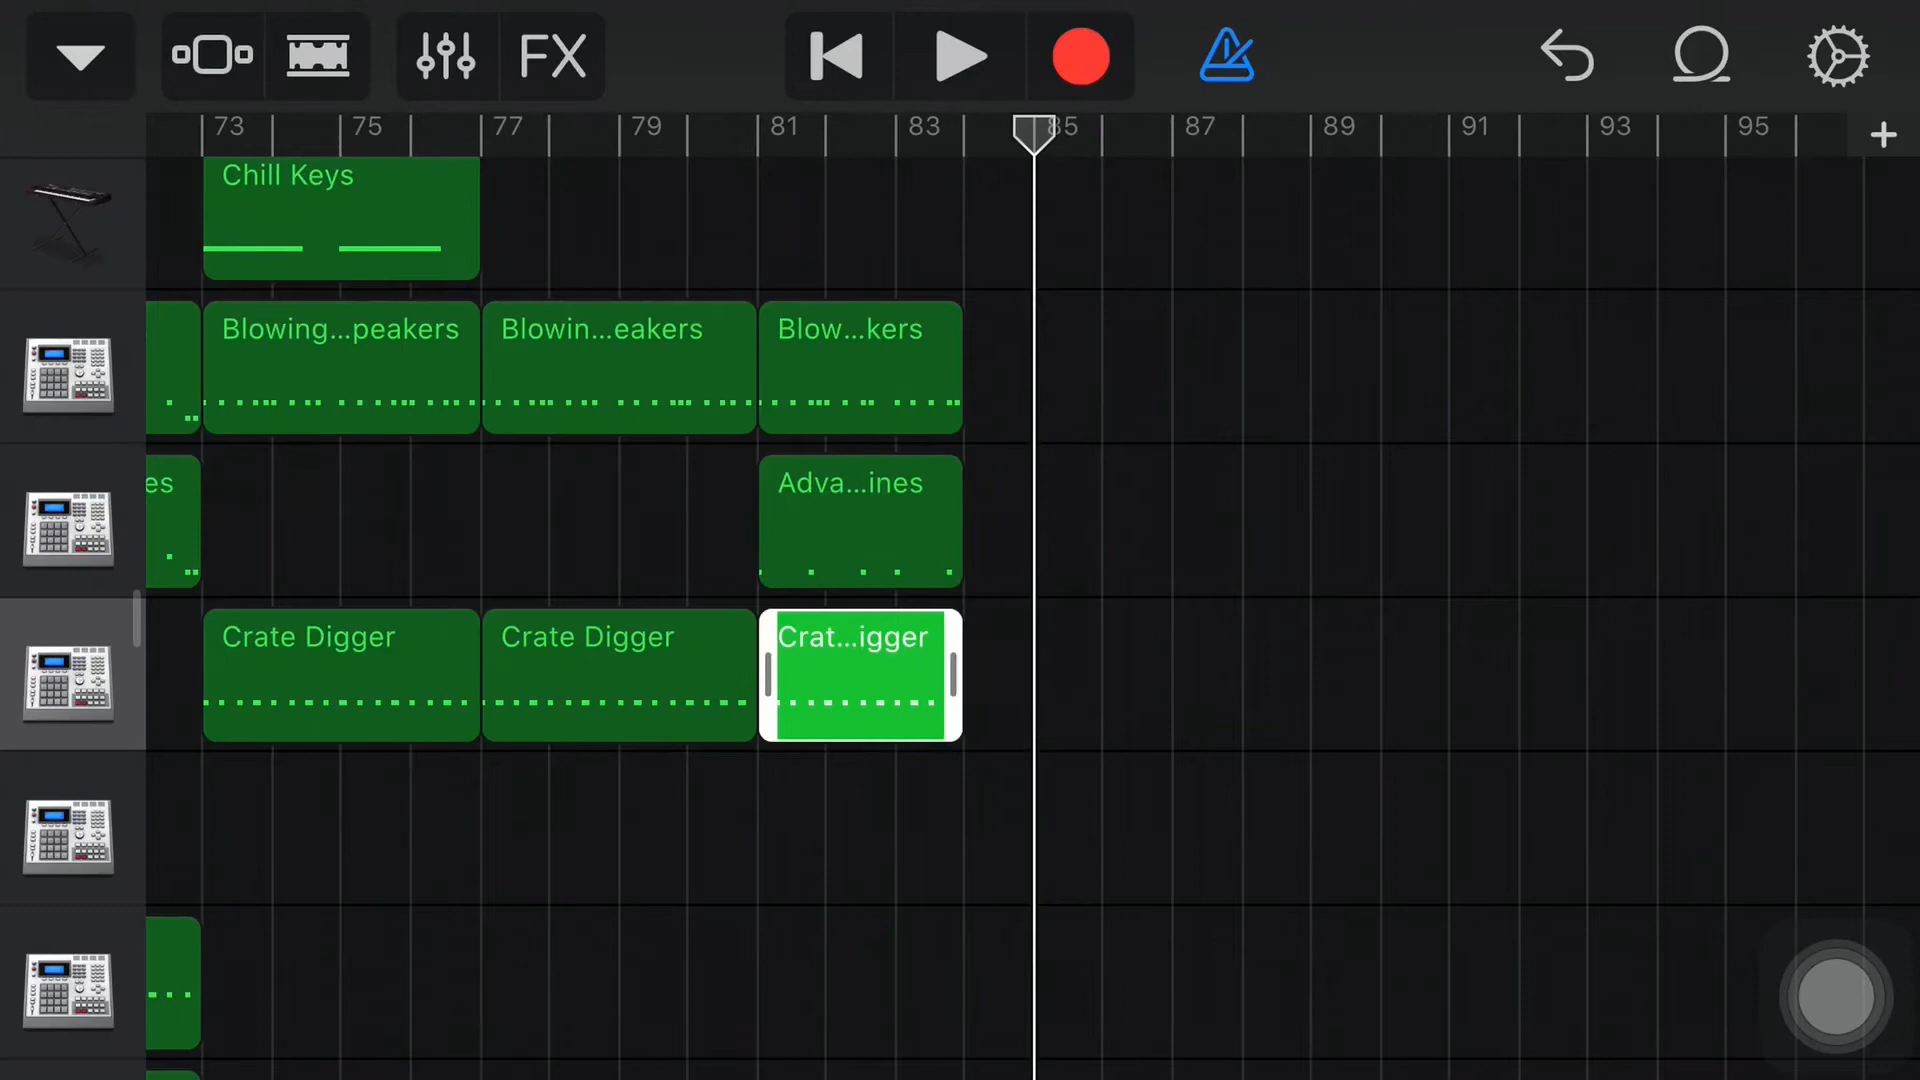 FX
73 75 77 79 81 83 85 87 89 91 93 95 +
Chill Keys
Blowing...peakers Blowin...eakers Blow...kers
es Adva...ines
Crate Digger Crate Digger Crat...igger